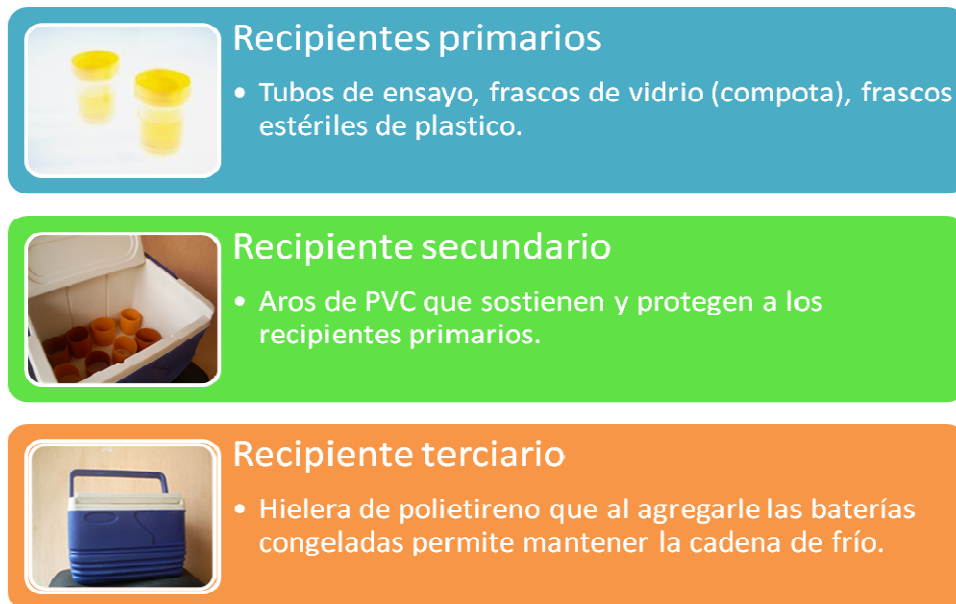 Recipientes primarios
• Tubos de ensayo, frascos de vidrio (compota), frascos
estériles de plastico.
Recipiente secundario
• Aros de PVC que sostienen y protegen a los
recipientes primarios.
Recipiente terciario
• Hielera de polietireno que al agregarle las baterías
congeladas permite mantener la cadena de frío.